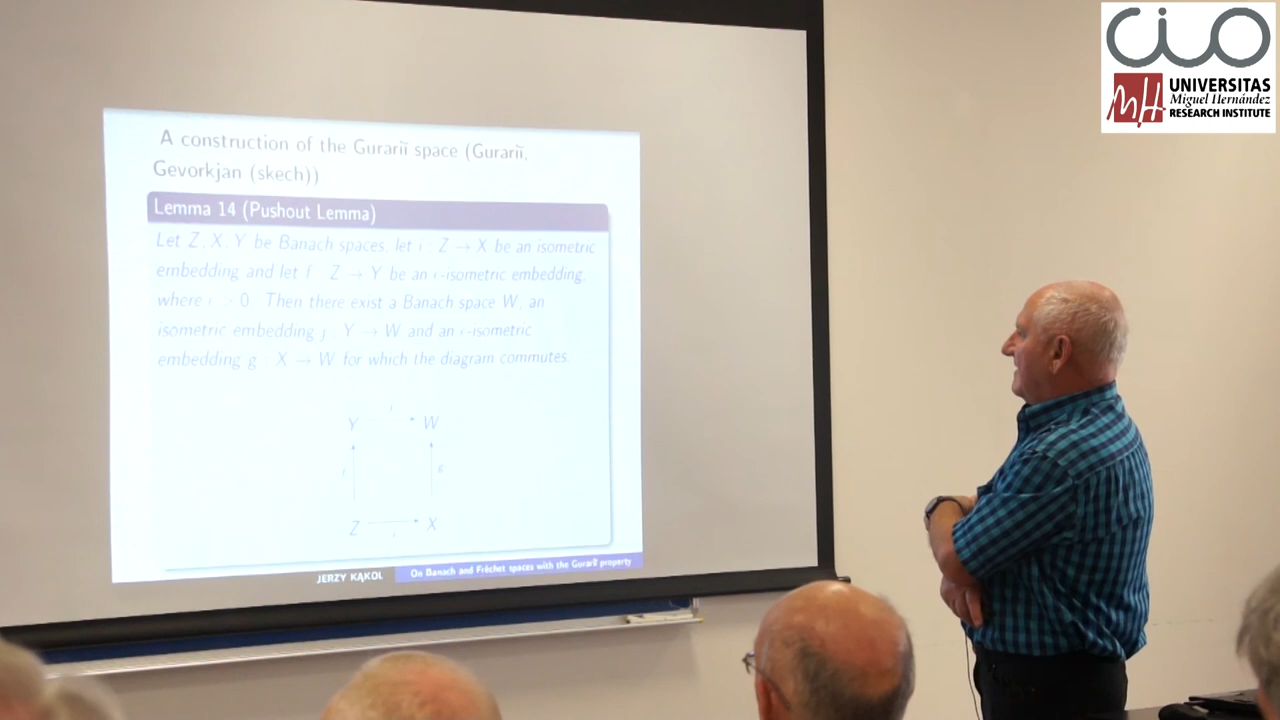 CIO
UNIVERSITAS
Miguel Hernández
RESEARCH INSTITUTE
A construction of the Gurariĭ space (Gurariĭ,
Gevorkjan (skech))
Lemma 14 (Pushout Lemma)
Let Z, X, Y be Banach spaces, let i : Z → X be an isometric
embedding and let f : Z → Y be an ε-isometric embedding,
where ε > 0. Then there exist a Banach space W, an
isometric embedding j : Y → W and an ε-isometric
embedding g : X → W for which the diagram commutes.
Y → W
Z → X
JERZY KĄKOL
On Banach and Fréchet spaces with the Gurariĭ property